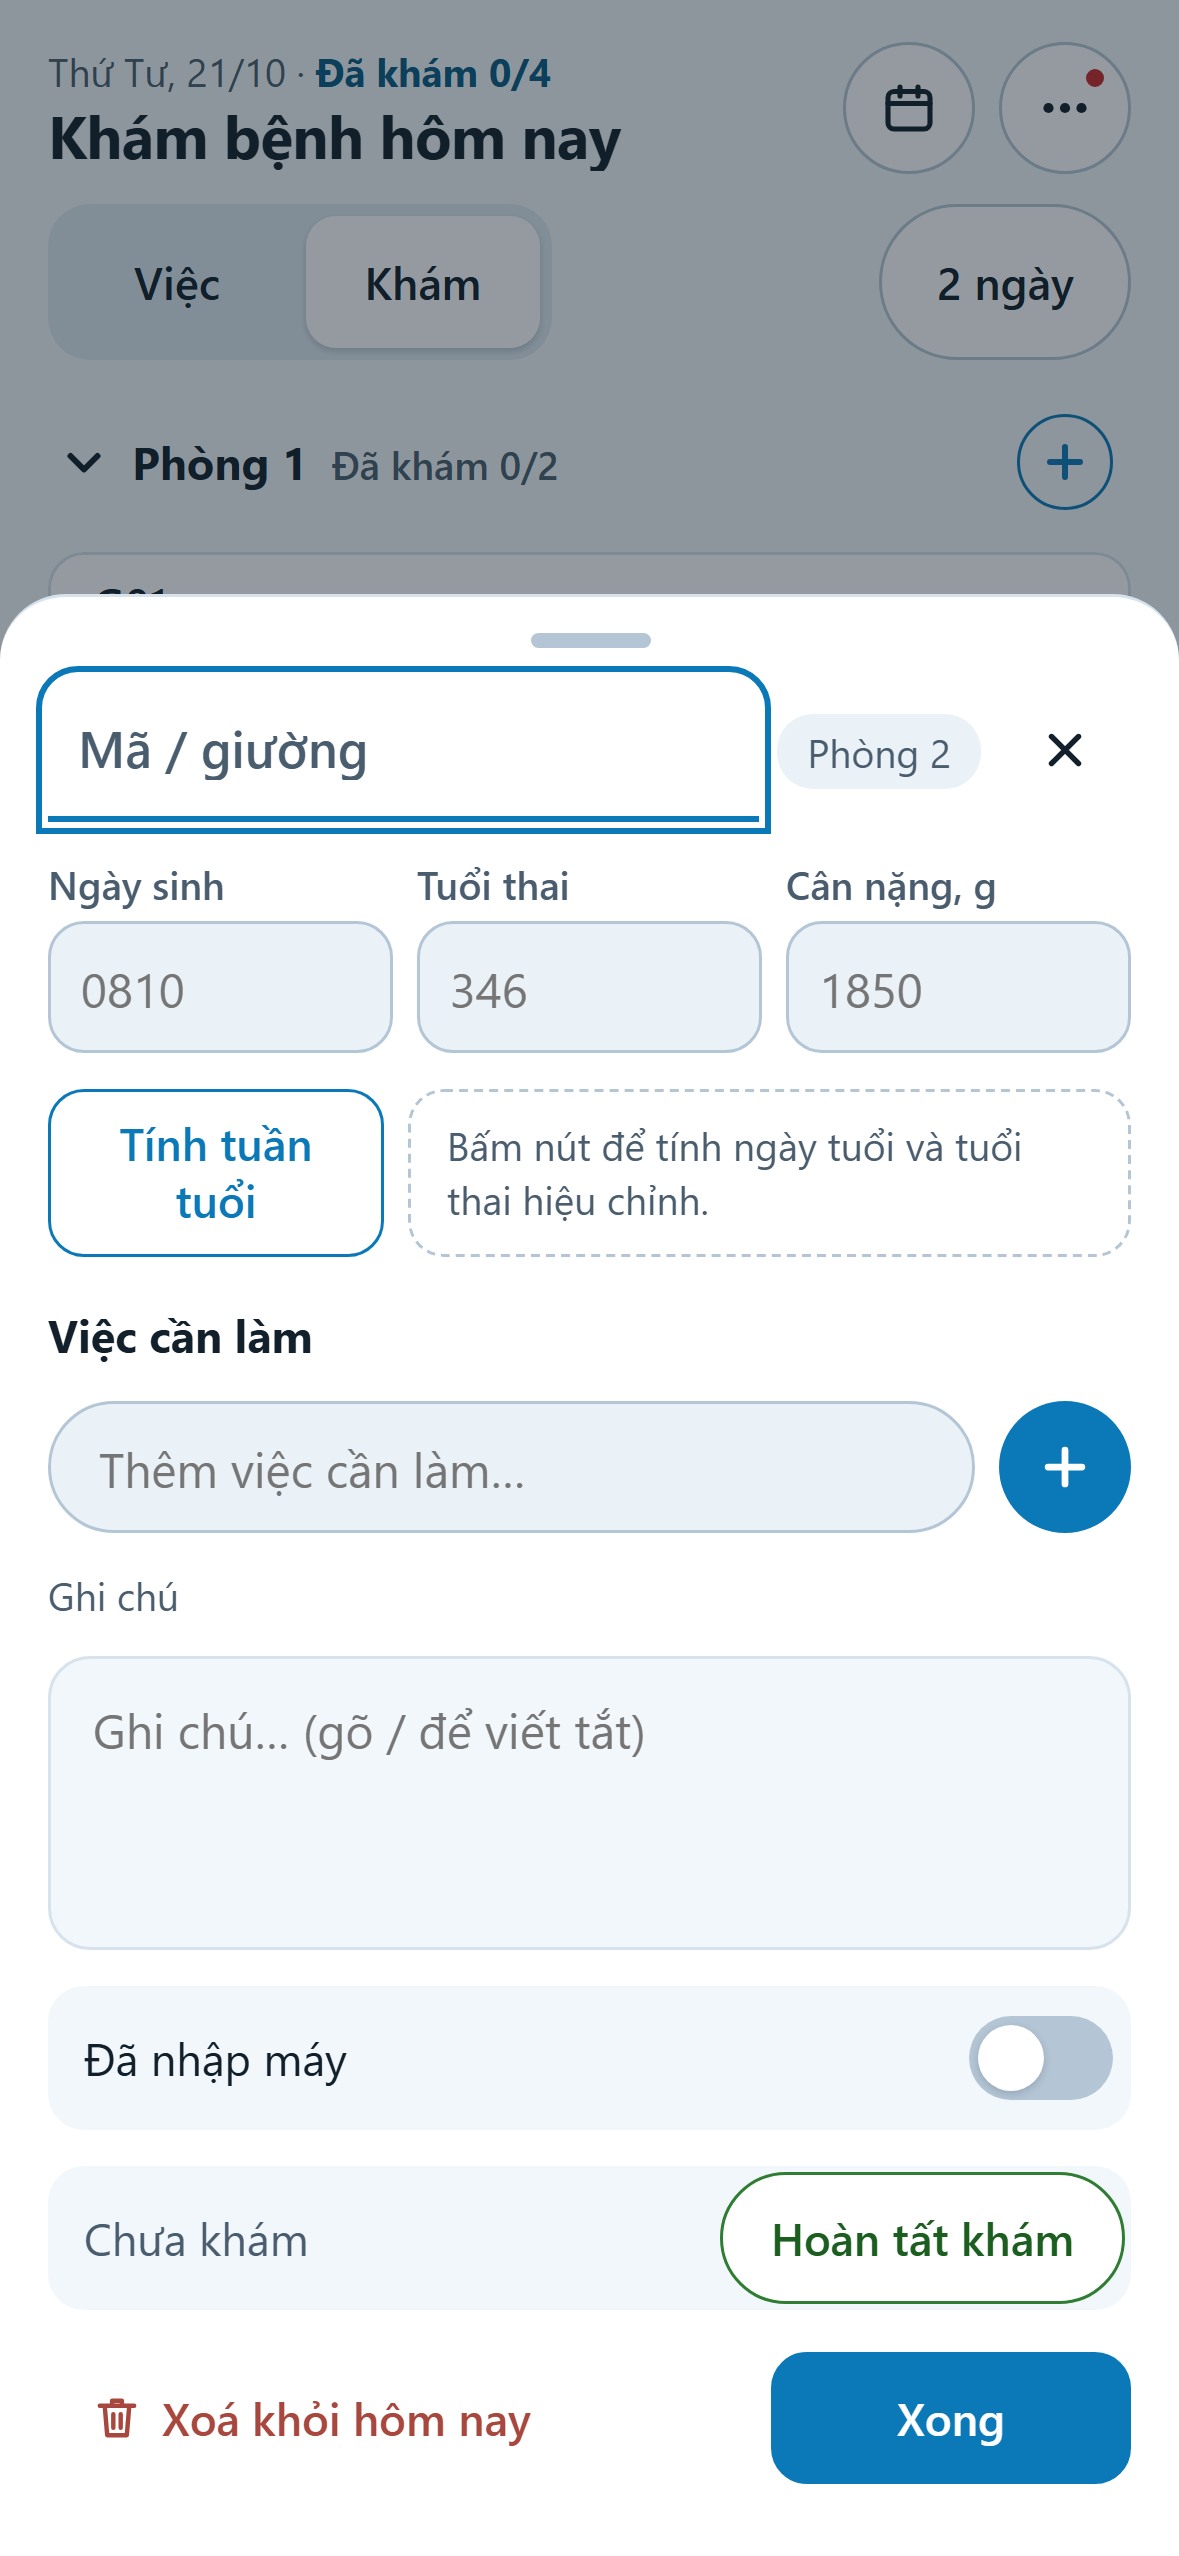 Thứ Tư, 21/10 · Đã khám 0/4
Khám bệnh hôm nay
Việc
Khám
2 ngày
Phòng 1 Đã khám 0/2
Mã / giường
Phòng 2
Ngày sinh
Tuổi thai
Cân nặng, g
0810
346
1850
Tính tuần
tuổi
Bấm nút để tính ngày tuổi và tuổi
thai hiệu chỉnh.
Việc cần làm
Thêm việc cần làm...
Ghi chú
Ghi chú... (gõ / để viết tắt)
Đã nhập máy
Chưa khám
Hoàn tất khám
Xoá khỏi hôm nay
Xong